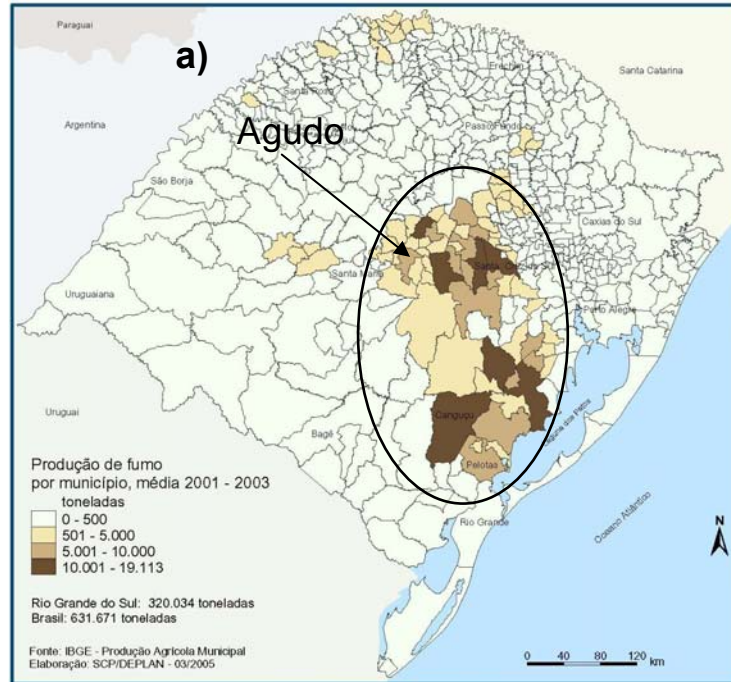 Paraguai
a)
Santa Catarina
Erechim
Santa Rosa
Argentina
Agudo
Passo Fundo
São Borja
Caxias do Sul
Santa Cruz do Sul
Santa Maria
Uruguaiana
Porto Alegre
Uruguai
Canguçu
Bagé
Laguna dos Patos
Pelotas
Rio Grande
Oceano Atlântico
N
Produção de fumo
por município, média 2001 - 2003
toneladas
0 - 500
501 - 5.000
5.001 - 10.000
10.001 - 19.113
Rio Grande do Sul: 320.034 toneladas
Brasil: 631.671 toneladas
Fonte: IBGE - Produção Agrícola Municipal
Elaboração: SCP/DEPLAN - 03/2005
0 40 80 120
km